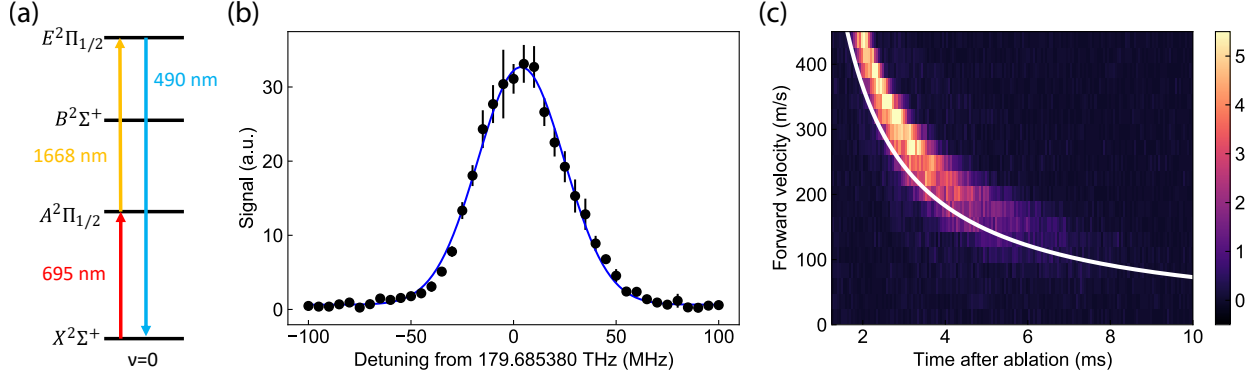 (a)
E²Π₁/₂
490 nm
B²Σ⁺
1668 nm
A²Π₁/₂
695 nm
X²Σ⁺
ν=0
(b)
Signal (a.u.)
30
20
10
0
−100
−50
0
50
100
Detuning from 179.685380 THz (MHz)
(c)
Forward velocity (m/s)
400
300
200
100
0
2
4
6
8
10
Time after ablation (ms)
5
4
3
2
1
0